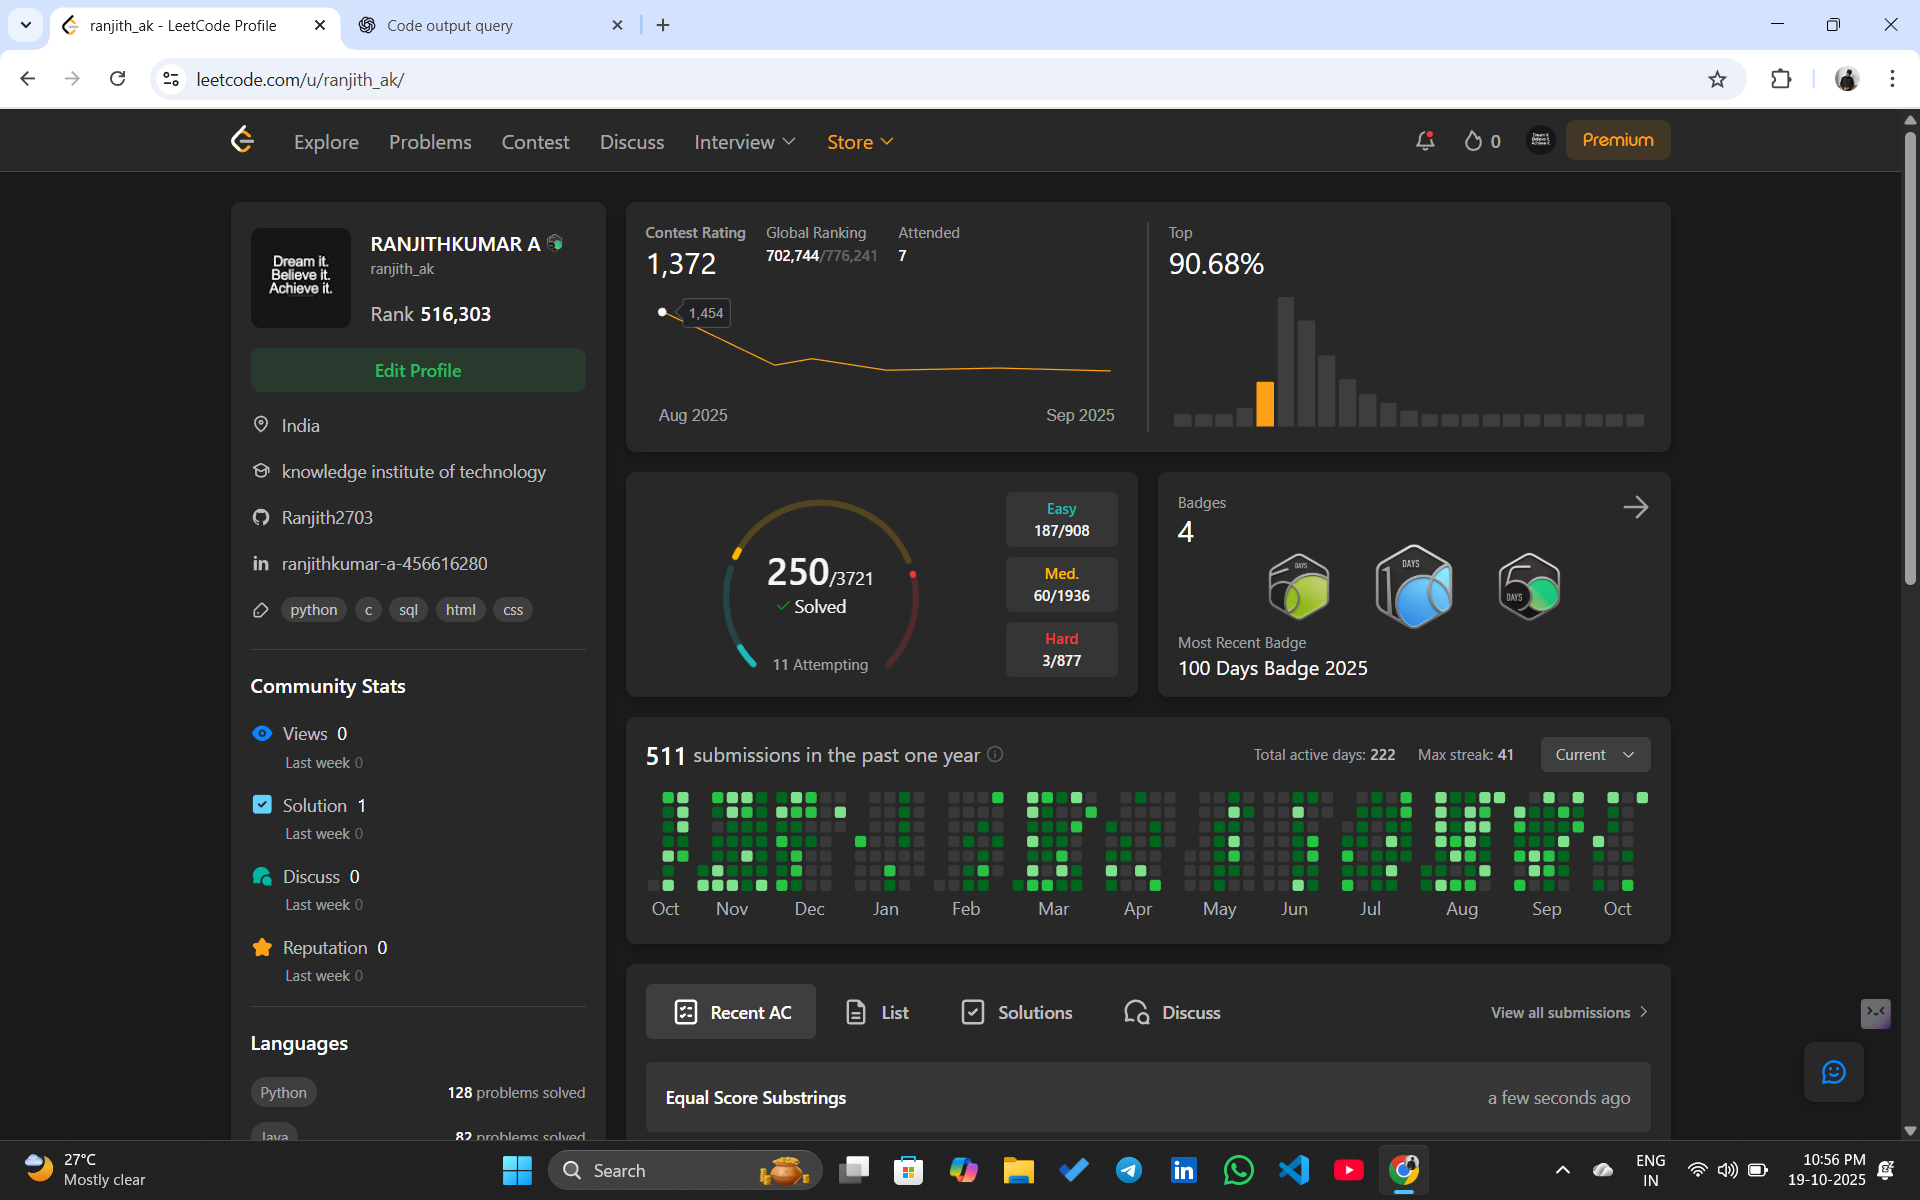 ranjith_ak - LeetCode Profile
Code output query
leetcode.com/u/ranjith_ak/
Explore Problems Contest Discuss Interview Store
0
Premium
Dream it.
Believe it.
Achieve it.
RANJITHKUMAR A
ranjith_ak
Rank 516,303
Edit Profile
India
knowledge institute of technology
Ranjith2703
ranjithkumar-a-456616280
python c sql html css
Community Stats
Views 0
Last week 0
Solution 1
Last week 0
Discuss 0
Last week 0
Reputation 0
Last week 0
Languages
Python 128 problems solved
Java 82 problems solved
Contest Rating
1,372
Global Ranking
702,744/776,241
Attended
7
1,454
Aug 2025 Sep 2025
Top
90.68%
250/3721
Solved
11 Attempting
Easy
187/908
Med.
60/1936
Hard
3/877
Badges
4
DAYS
DAYS
50
DAYS
Most Recent Badge
100 Days Badge 2025
511 submissions in the past one year
Total active days: 222 Max streak: 41 Current
Oct Nov Dec Jan Feb Mar Apr May Jun Jul Aug Sep Oct
Recent AC List Solutions Discuss View all submissions
Equal Score Substrings a few seconds ago
27°C
Mostly clear
Search
ENG
IN
10:56 PM
19-10-2025